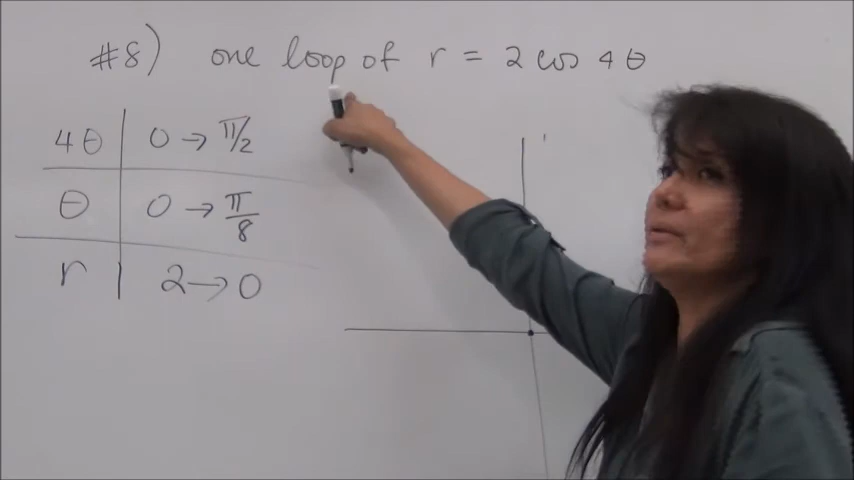 #8) one loop of r = 2 cos 4θ
4θ 0 → π/2
θ 0 → π/8
r 2 → 0